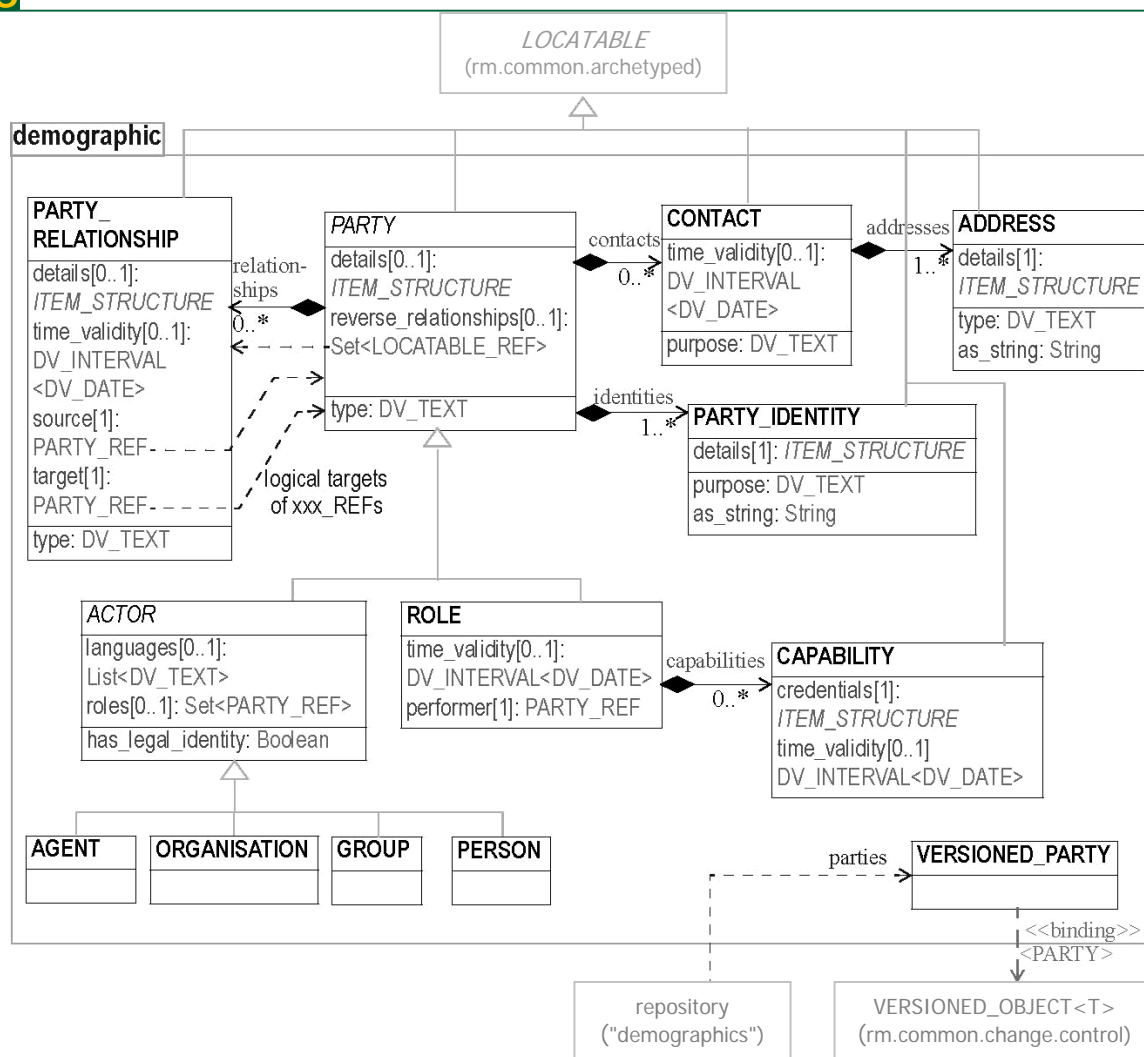 LOCATABLE
(rm.common.archetyped)
demographic
PARTY_
RELATIONSHIP
details[0..1]:
ITEM_STRUCTURE
time_validity[0..1]:
DV_INTERVAL
<DV_DATE>
source[1]:
PARTY_REF
target[1]:
PARTY_REF
type: DV_TEXT
relation-
ships
0..*
PARTY
details[0..1]:
ITEM_STRUCTURE
reverse_relationships[0..1]:
Set<LOCATABLE_REF>
type: DV_TEXT
contacts
0..*
CONTACT
time_validity[0..1]:
DV_INTERVAL
<DV_DATE>
purpose: DV_TEXT
addresses
1..*
ADDRESS
details[1]:
ITEM_STRUCTURE
type: DV_TEXT
as_string: String
identities
1..*
PARTY_IDENTITY
details[1]: ITEM_STRUCTURE
purpose: DV_TEXT
as_string: String
logical targets
of xxx_REFs
ACTOR
languages[0..1]:
List<DV_TEXT>
roles[0..1]: Set<PARTY_REF>
has_legal_identity: Boolean
ROLE
time_validity[0..1]:
DV_INTERVAL<DV_DATE>
performer[1]: PARTY_REF
capabilities
0..*
CAPABILITY
credentials[1]:
ITEM_STRUCTURE
time_validity[0..1]
DV_INTERVAL<DV_DATE>
AGENT
ORGANISATION
GROUP
PERSON
parties
VERSIONED_PARTY
<<binding>>
<PARTY>
repository
("demographics")
VERSIONED_OBJECT<T>
(rm.common.change.control)